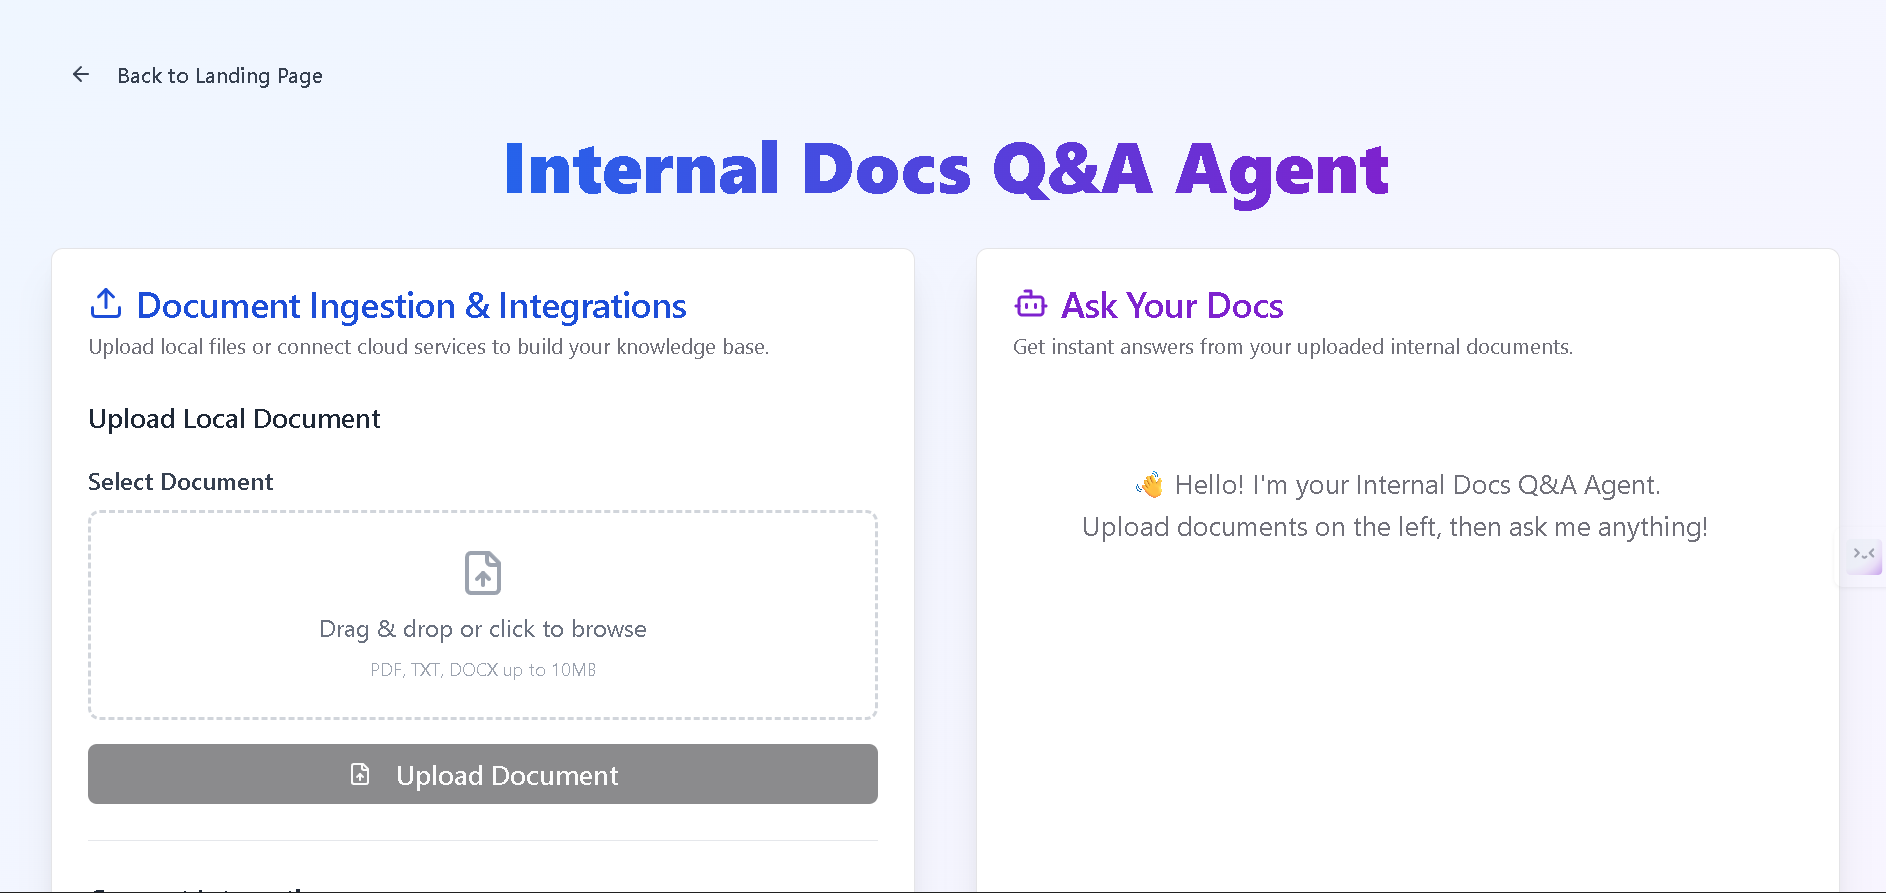 Back to Landing Page
Internal Docs Q&A Agent
Document Ingestion & Integrations
Upload local files or connect cloud services to build your knowledge base.
Upload Local Document
Select Document
Drag & drop or click to browse
PDF, TXT, DOCX up to 10MB
Upload Document
Ask Your Docs
Get instant answers from your uploaded internal documents.
👋 Hello! I'm your Internal Docs Q&A Agent.
Upload documents on the left, then ask me anything!